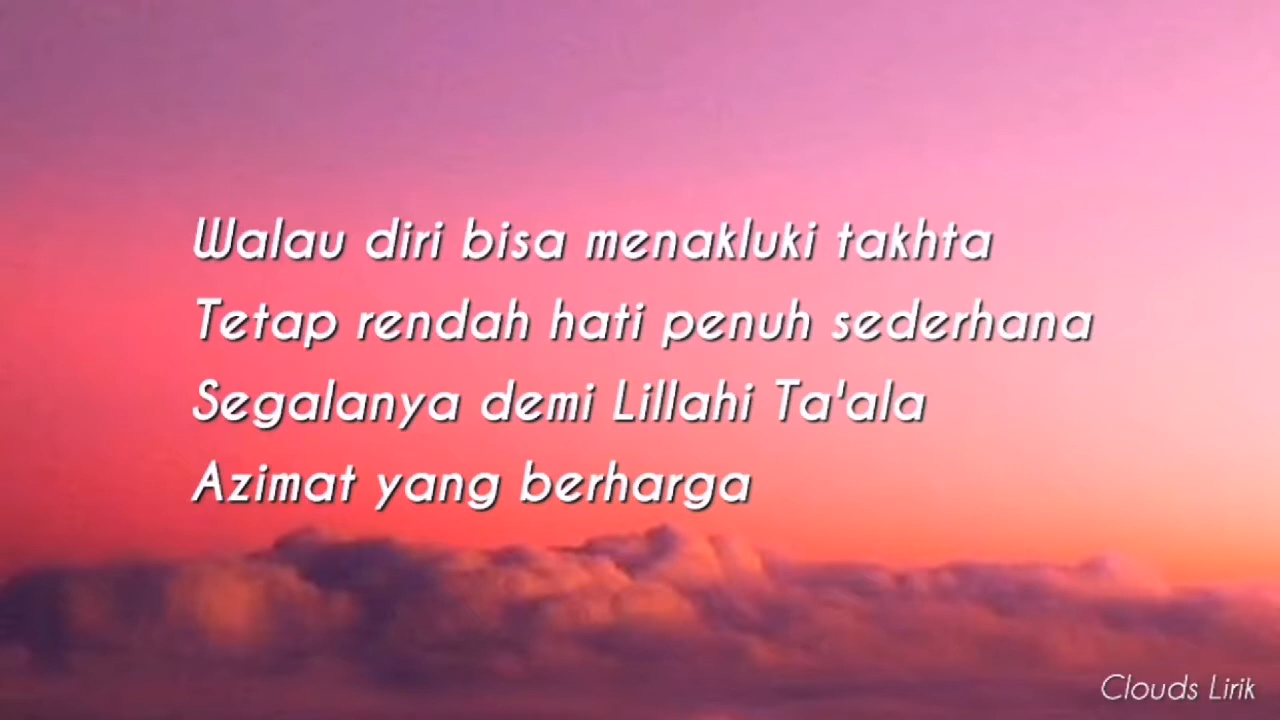 Walau diri bisa menakluki takhta
Tetap rendah hati penuh sederhana
Segalanya demi Lillahi Ta'ala
Azimat yang berharga
Clouds Lirik